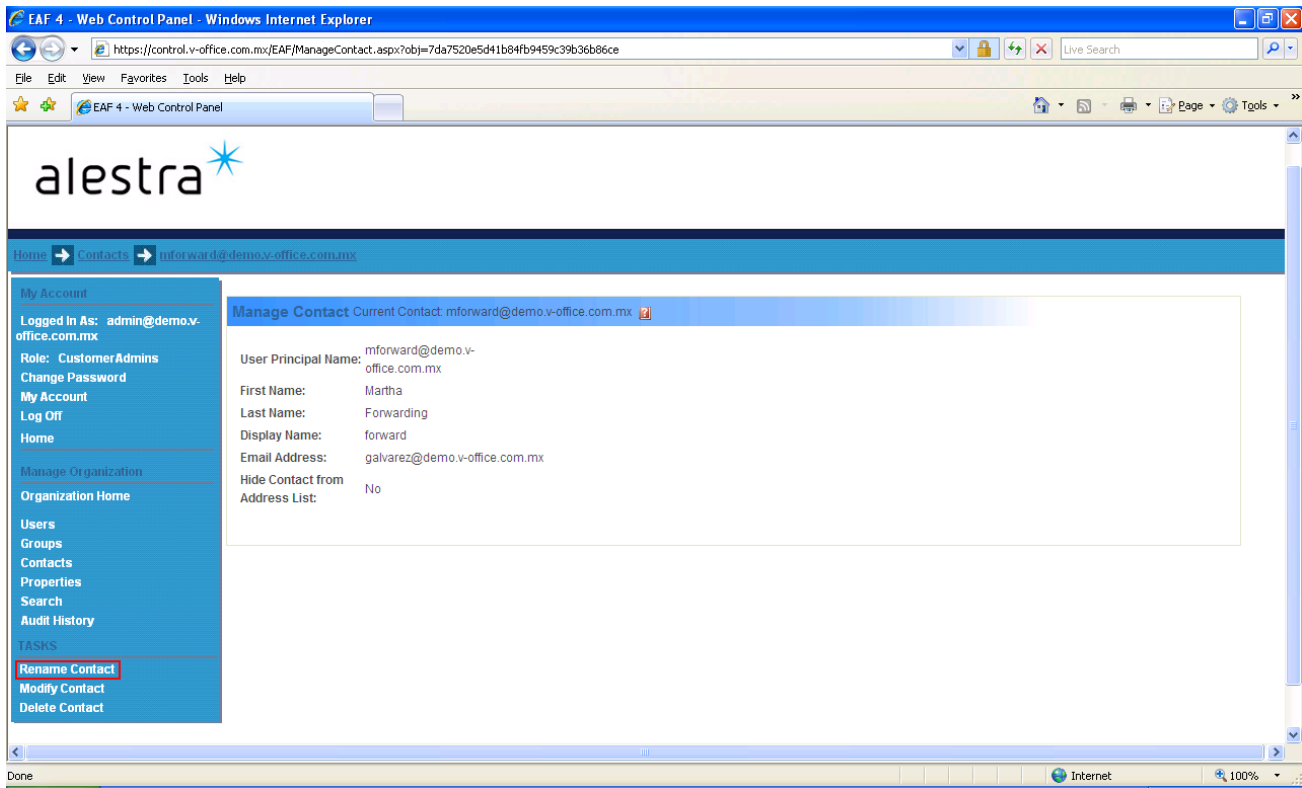 EAF 4 - Web Control Panel - Windows Internet Explorer
https://control.v-office.com.mx/EAF/ManageContact.aspx?obj=7da7520e5d41b84fb9459c39b36b86ce
Live Search
File Edit View Favorites Tools Help
EAF 4 - Web Control Panel
Page Tools »
alestra
Home Contacts mforward@demo.v-office.com.mx
My Account
Logged In As: admin@demo.v-
office.com.mx
Role: CustomerAdmins
Change Password
My Account
Log Off
Home
Manage Organization
Organization Home
Users
Groups
Contacts
Properties
Search
Audit History
TASKS
Rename Contact
Modify Contact
Delete Contact
Manage Contact Current Contact: mforward@demo.v-office.com.mx ?
User Principal Name: mforward@demo.v-
office.com.mx
First Name: Martha
Last Name: Forwarding
Display Name: forward
Email Address: galvarez@demo.v-office.com.mx
Hide Contact from
Address List: No
Done Internet 100%